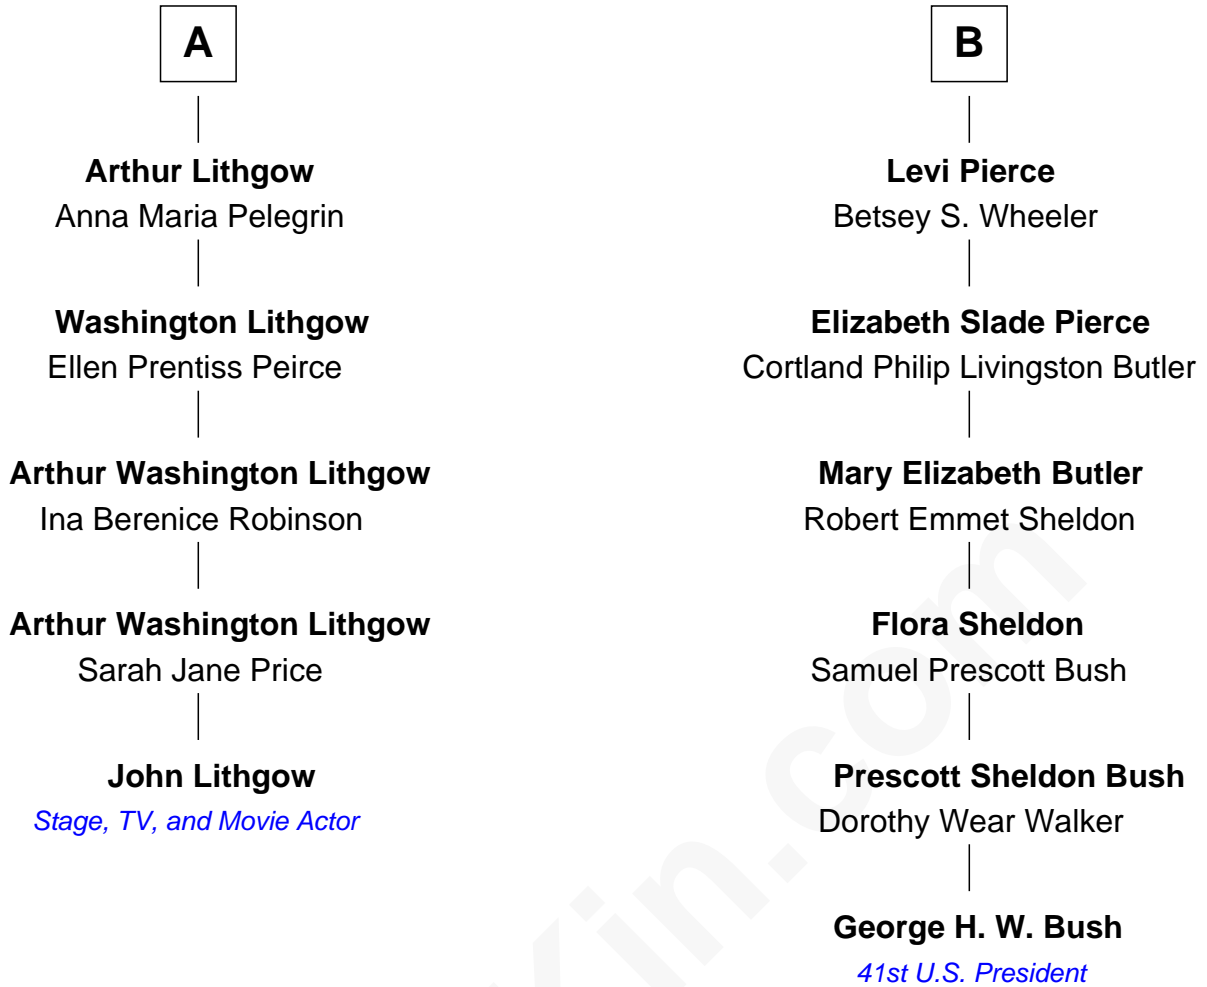 A
Arthur Lithgow
Anna Maria Pelegrin
Washington Lithgow
Ellen Prentiss Peirce
Arthur Washington Lithgow
Ina Berenice Robinson
Arthur Washington Lithgow
Sarah Jane Price
John Lithgow
Stage, TV, and Movie Actor
B
Levi Pierce
Betsey S. Wheeler
Elizabeth Slade Pierce
Cortland Philip Livingston Butler
Mary Elizabeth Butler
Robert Emmet Sheldon
Flora Sheldon
Samuel Prescott Bush
Prescott Sheldon Bush
Dorothy Wear Walker
George H. W. Bush
41st U.S. President
Kin.com